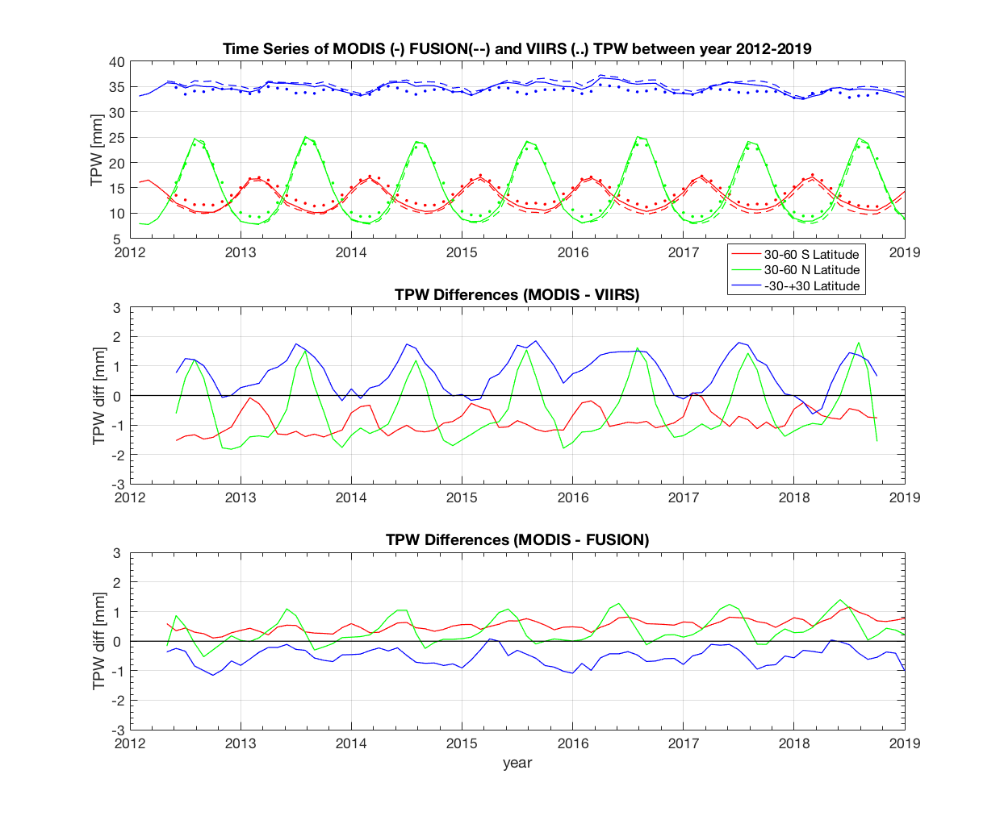 Time Series of MODIS (-) FUSION(--) and VIIRS (..) TPW between year 2012-2019
40
35
30
25
20
15
10
5
TPW [mm]
2012 2013 2014 2015 2016 2017 2019
30-60 S Latitude
30-60 N Latitude
-30-+30 Latitude
TPW Differences (MODIS - VIIRS)
3
2
1
0
-1
-2
-3
TPW diff [mm]
2012 2013 2014 2015 2016 2017 2018 2019
TPW Differences (MODIS - FUSION)
3
2
1
0
-1
-2
-3
TPW diff [mm]
2012 2013 2014 2015 2016 2017 2018 2019
year